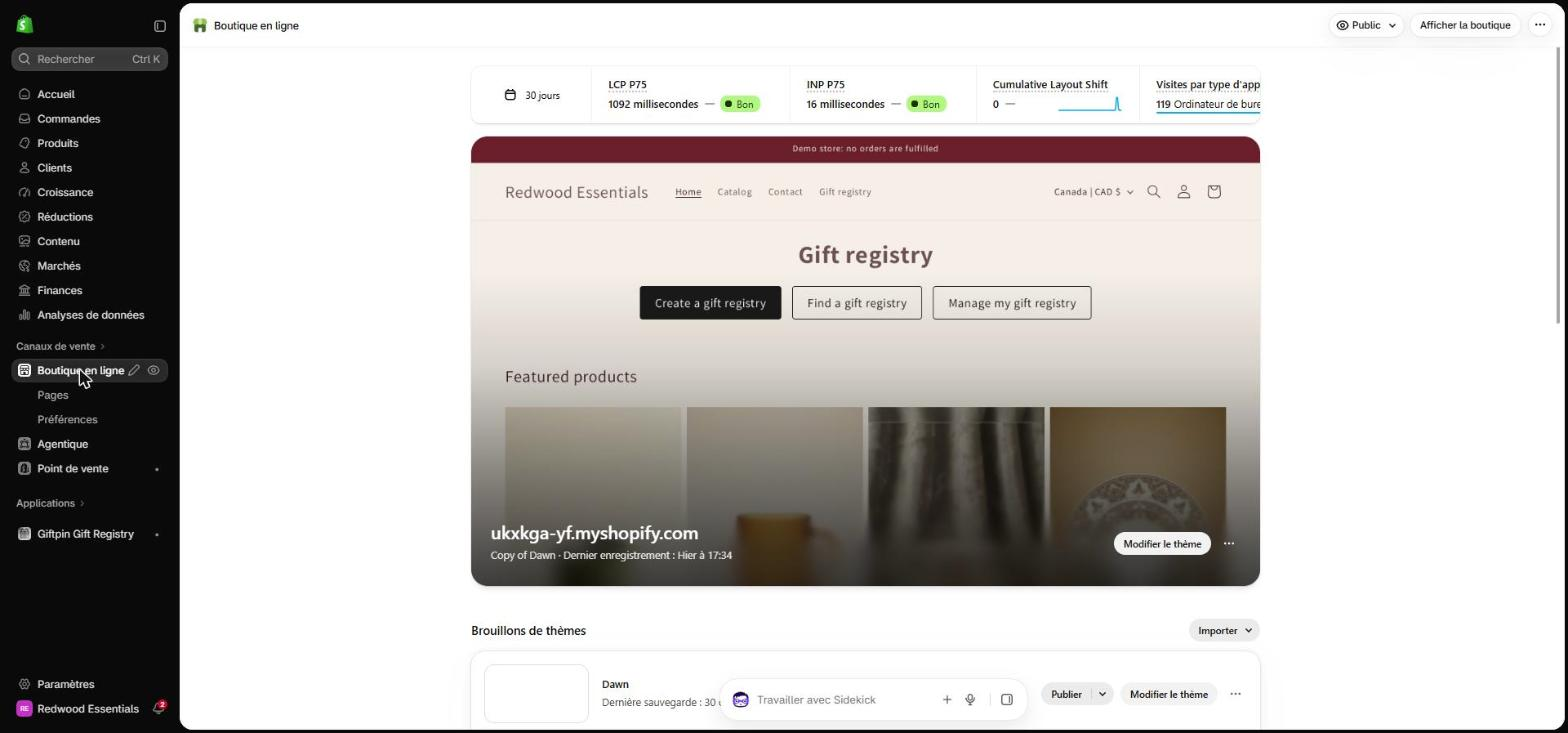 Rechercher Ctrl K
Accueil
Commandes
Produits
Clients
Croissance
Réductions
Contenu
Marchés
Finances
Analyses de données
Canaux de vente
Boutique en ligne
Pages
Préférences
Agentique
Point de vente
Applications
Giftpin Gift Registry
Paramètres
RE Redwood Essentials 2
Boutique en ligne
Public
Afficher la boutique
30 jours
LCP P75
1092 millisecondes — Bon
INP P75
16 millisecondes — Bon
Cumulative Layout Shift
0 —
Visites par type d'app
119 Ordinateur de bure
Demo store: no orders are fulfilled
Redwood Essentials Home Catalog Contact Gift registry Canada | CAD $
Gift registry
Create a gift registry Find a gift registry Manage my gift registry
Featured products
ukxkga-yf.myshopify.com
Copy of Dawn · Dernier enregistrement : Hier à 17:34
Modifier le thème
Brouillons de thèmes
Importer
Dawn
Dernière sauvegarde : 30
Travailler avec Sidekick
Publier
Modifier le thème